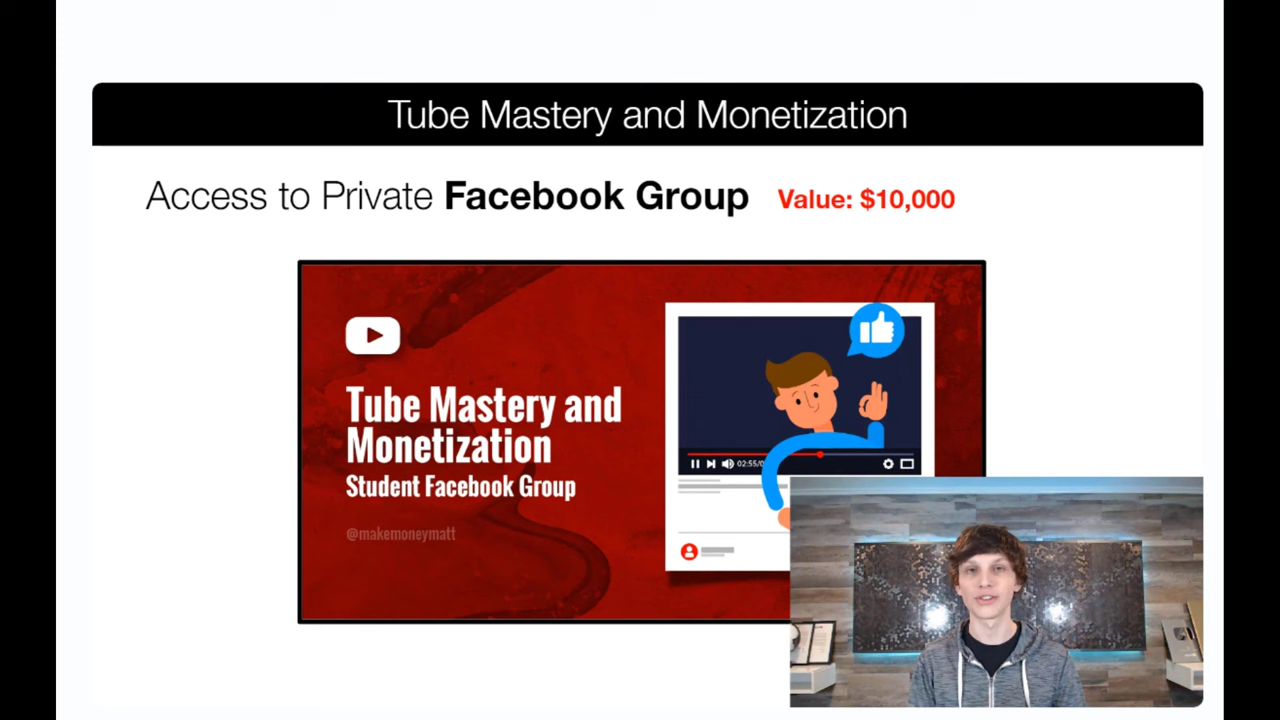 Tube Mastery and Monetization
Access to Private Facebook Group Value: $10,000
Tube Mastery and
Monetization
Student Facebook Group
@makemoneymatt